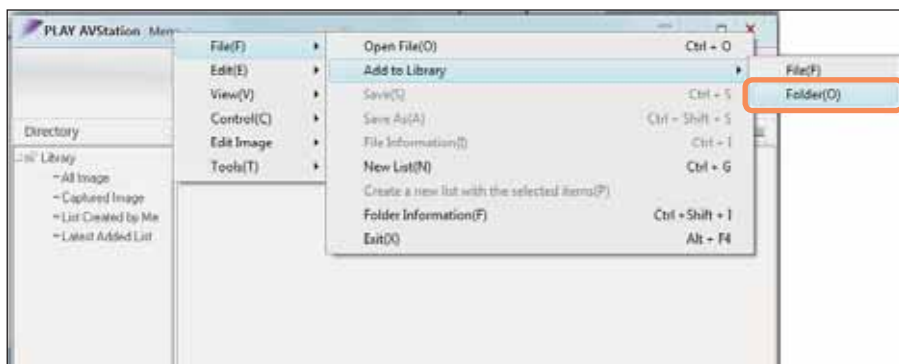 PLAY AVStation Menu
File(F)
Edit(E)
View(V)
Control(C)
Edit Image
Tools(T)
Open File(O) Ctrl + O
Add to Library
Save(S) Ctrl + S
Save As(A) Ctrl + Shift + S
File Information(I) Ctrl + I
New List(N) Ctrl + G
Create a new list with the selected items(P)
Folder Information(F) Ctrl + Shift + I
Exit(X) Alt + F4
File(F)
Folder(O)
Directory
Library
All Image
Captured Image
List Created by Me
Latest Added List